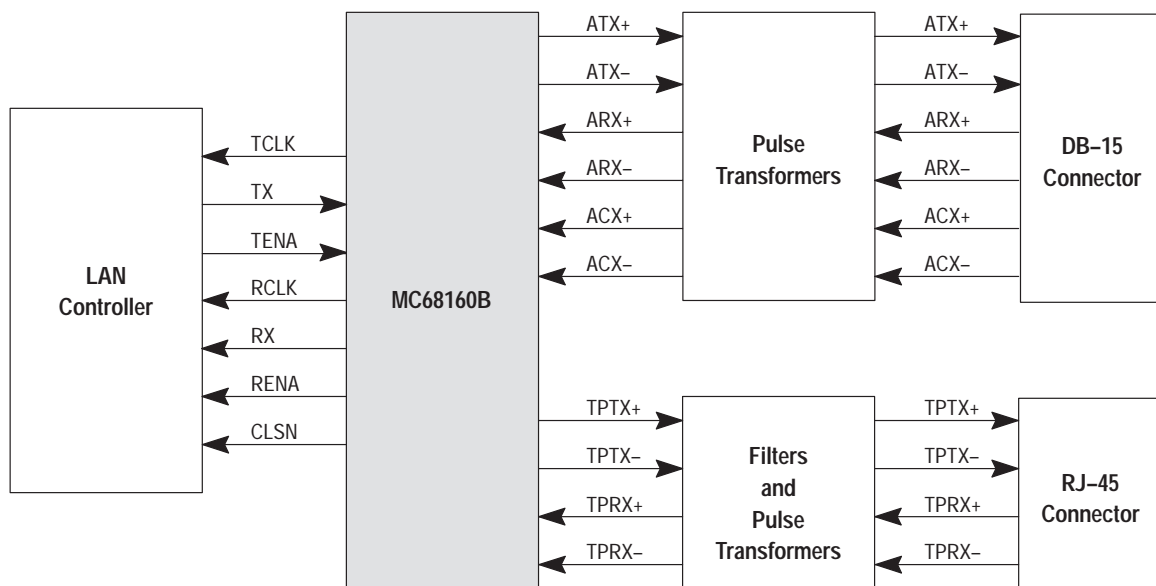 LAN
Controller
TCLK
TX
TENA
RCLK
RX
RENA
CLSN
MC68160B
ATX+
ATX–
ARX+
ARX–
ACX+
ACX–
Pulse
Transformers
ATX+
ATX–
ARX+
ARX–
ACX+
ACX–
DB–15
Connector
TPTX+
TPTX–
TPRX+
TPRX–
Filters
and
Pulse
Transformers
TPTX+
TPTX–
TPRX+
TPRX–
RJ–45
Connector